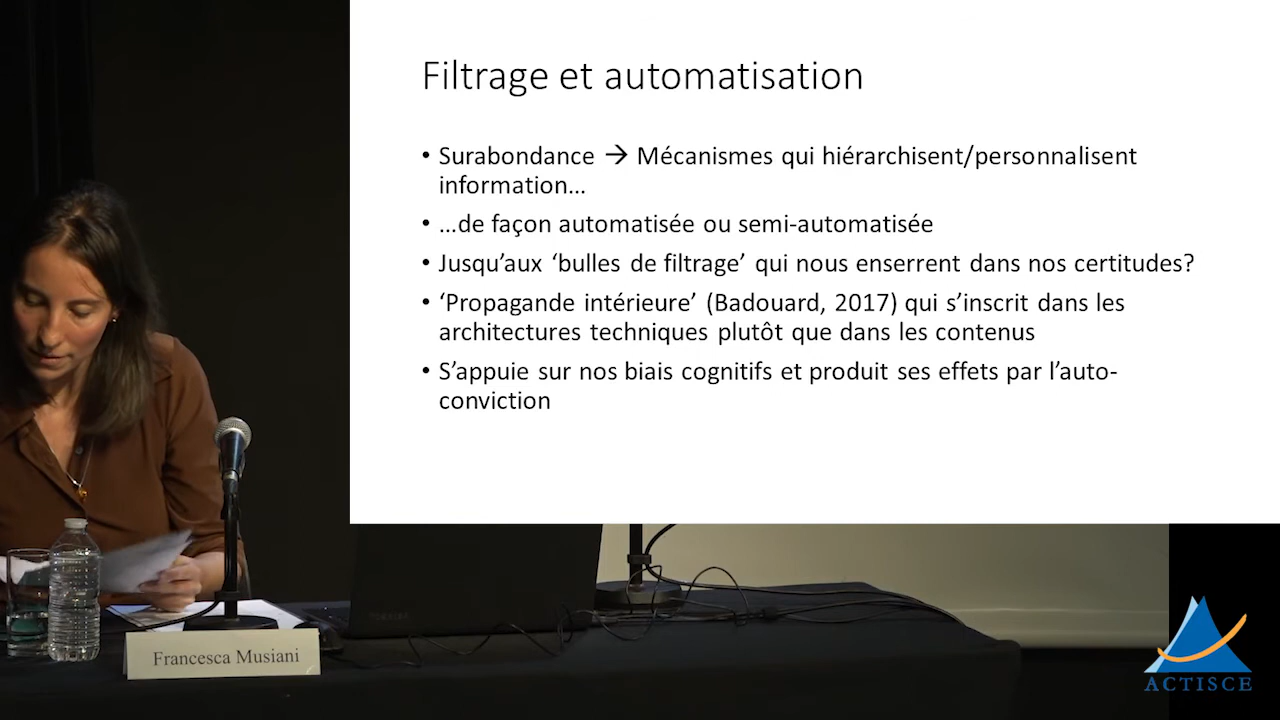 Filtrage et automatisation
• Surabondance → Mécanismes qui hiérarchisent/personnalisent
information…
• …de façon automatisée ou semi-automatisée
• Jusqu’aux ‘bulles de filtrage’ qui nous enserrent dans nos certitudes?
• ‘Propagande intérieure’ (Badouard, 2017) qui s’inscrit dans les
architectures techniques plutôt que dans les contenus
• S’appuie sur nos biais cognitifs et produit ses effets par l’auto-
conviction
Francesca Musiani
ACTISCE